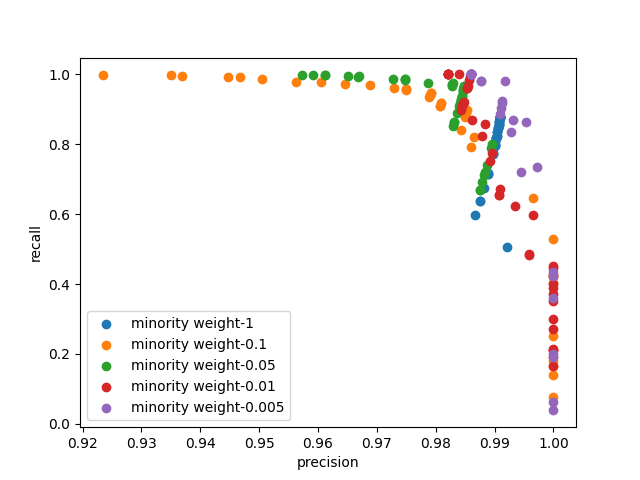 1.0
0.8
0.6
0.4
0.2
0.0
recall
minority weight-1
minority weight-0.1
minority weight-0.05
minority weight-0.01
minority weight-0.005
0.92 0.93 0.94 0.95 0.96 0.97 0.98 0.99 1.00
precision